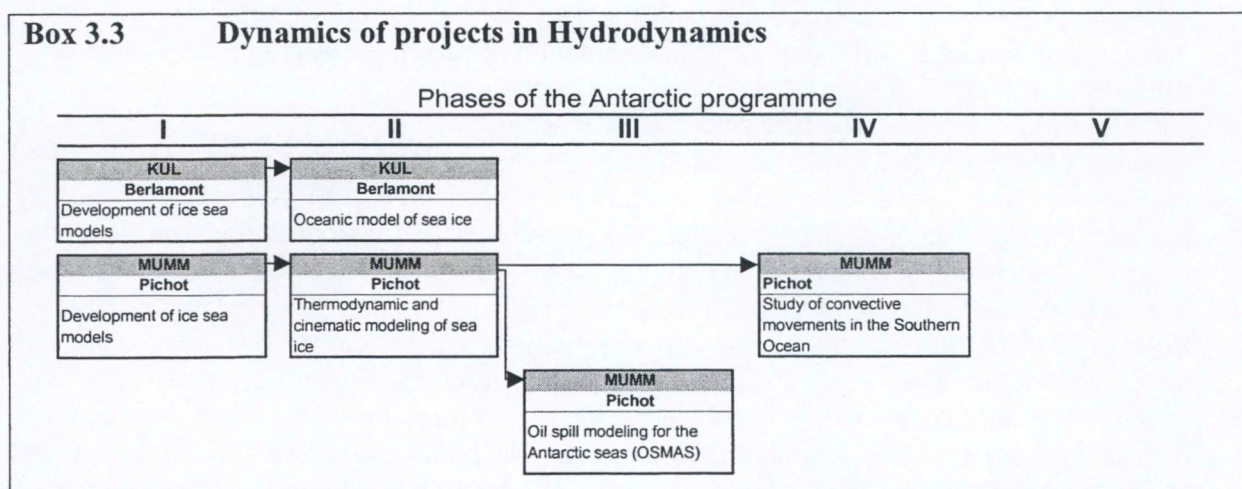 Box 3.3 Dynamics of projects in Hydrodynamics
Phases of the Antarctic programme
I II III IV V
KUL
Berlamont
Development of ice sea
models
KUL
Berlamont
Oceanic model of sea ice
MUMM
Pichot
Development of ice sea
models
MUMM
Pichot
Thermodynamic and
cinematic modeling of sea
ice
MUMM
Pichot
Study of convective
movements in the Southern
Ocean
MUMM
Pichot
Oil spill modeling for the
Antarctic seas (OSMAS)